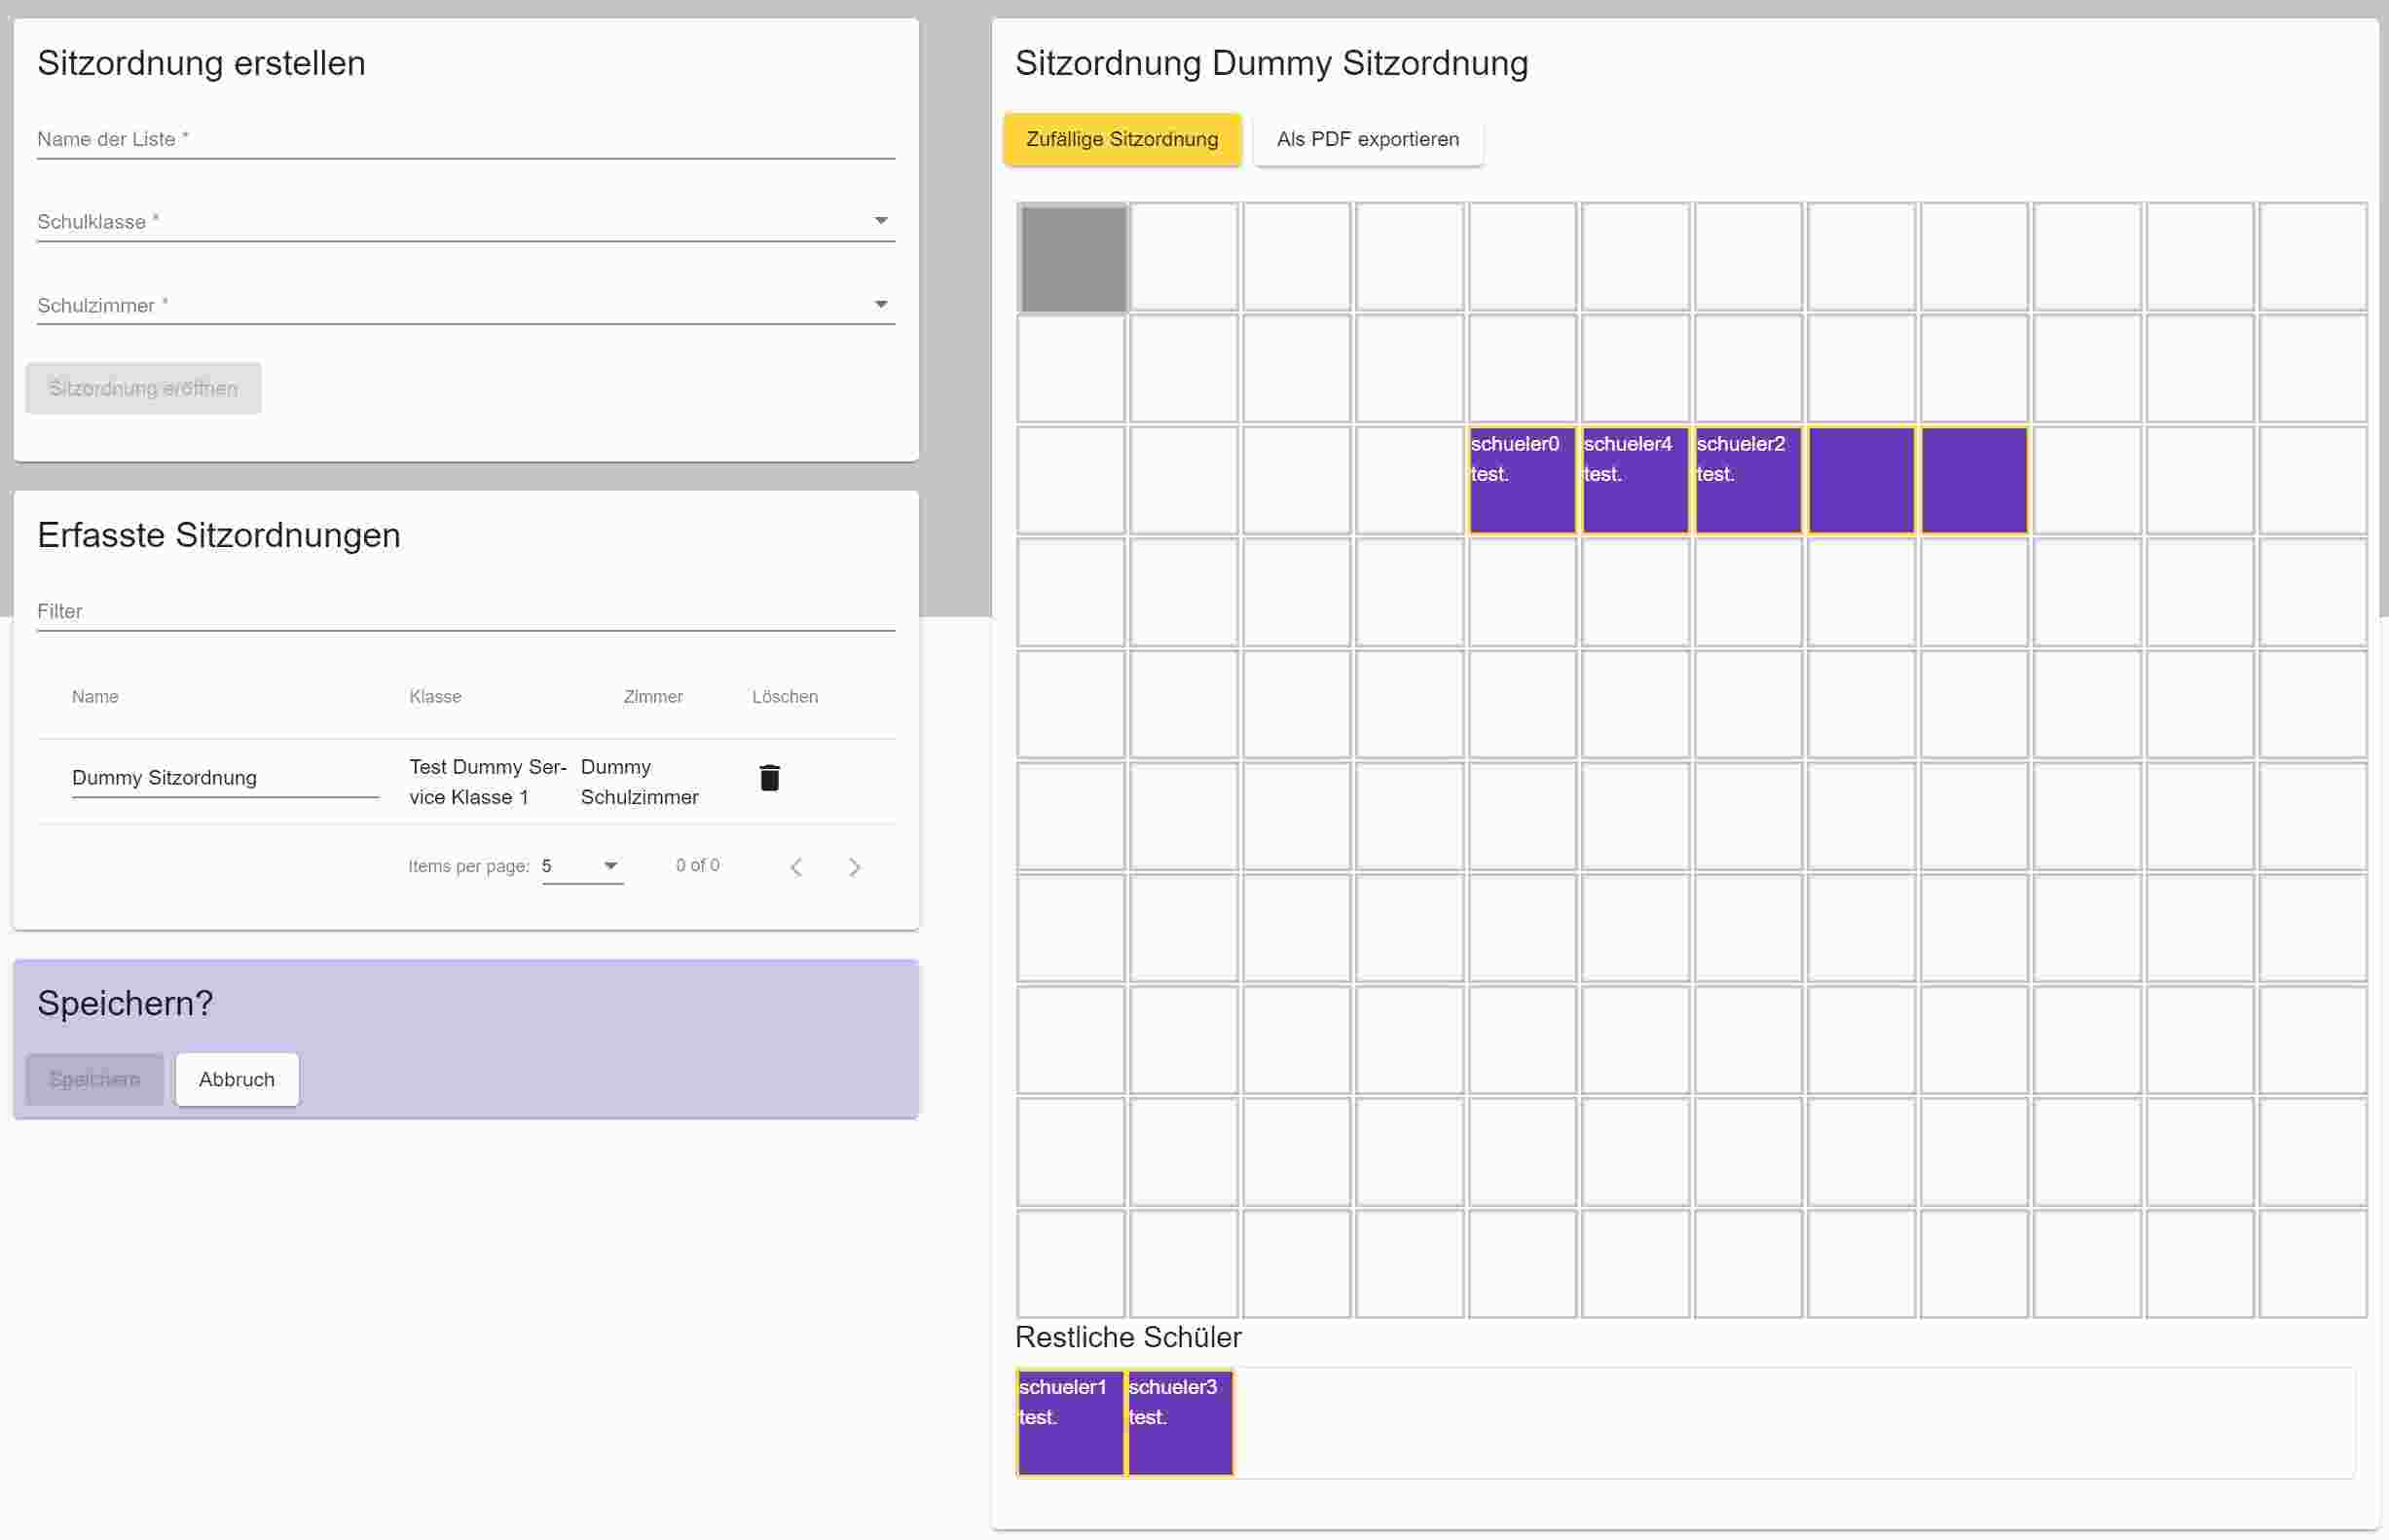 Sitzordnung erstellen
Name der Liste *
Schulklasse *
Schulzimmer *
Sitzordnung eröffnen
Erfasste Sitzordnungen
Filter
Name Klasse Zimmer Löschen
Dummy Sitzordnung
Test Dummy Ser-
vice Klasse 1
Dummy
Schulzimmer
Items per page: 5 0 of 0
Speichern?
Speichern Abbruch
Sitzordnung Dummy Sitzordnung
Zufällige Sitzordnung Als PDF exportieren
schueler0
test.
schueler4
test.
schueler2
test.
Restliche Schüler
schueler1
test.
schueler3
test.